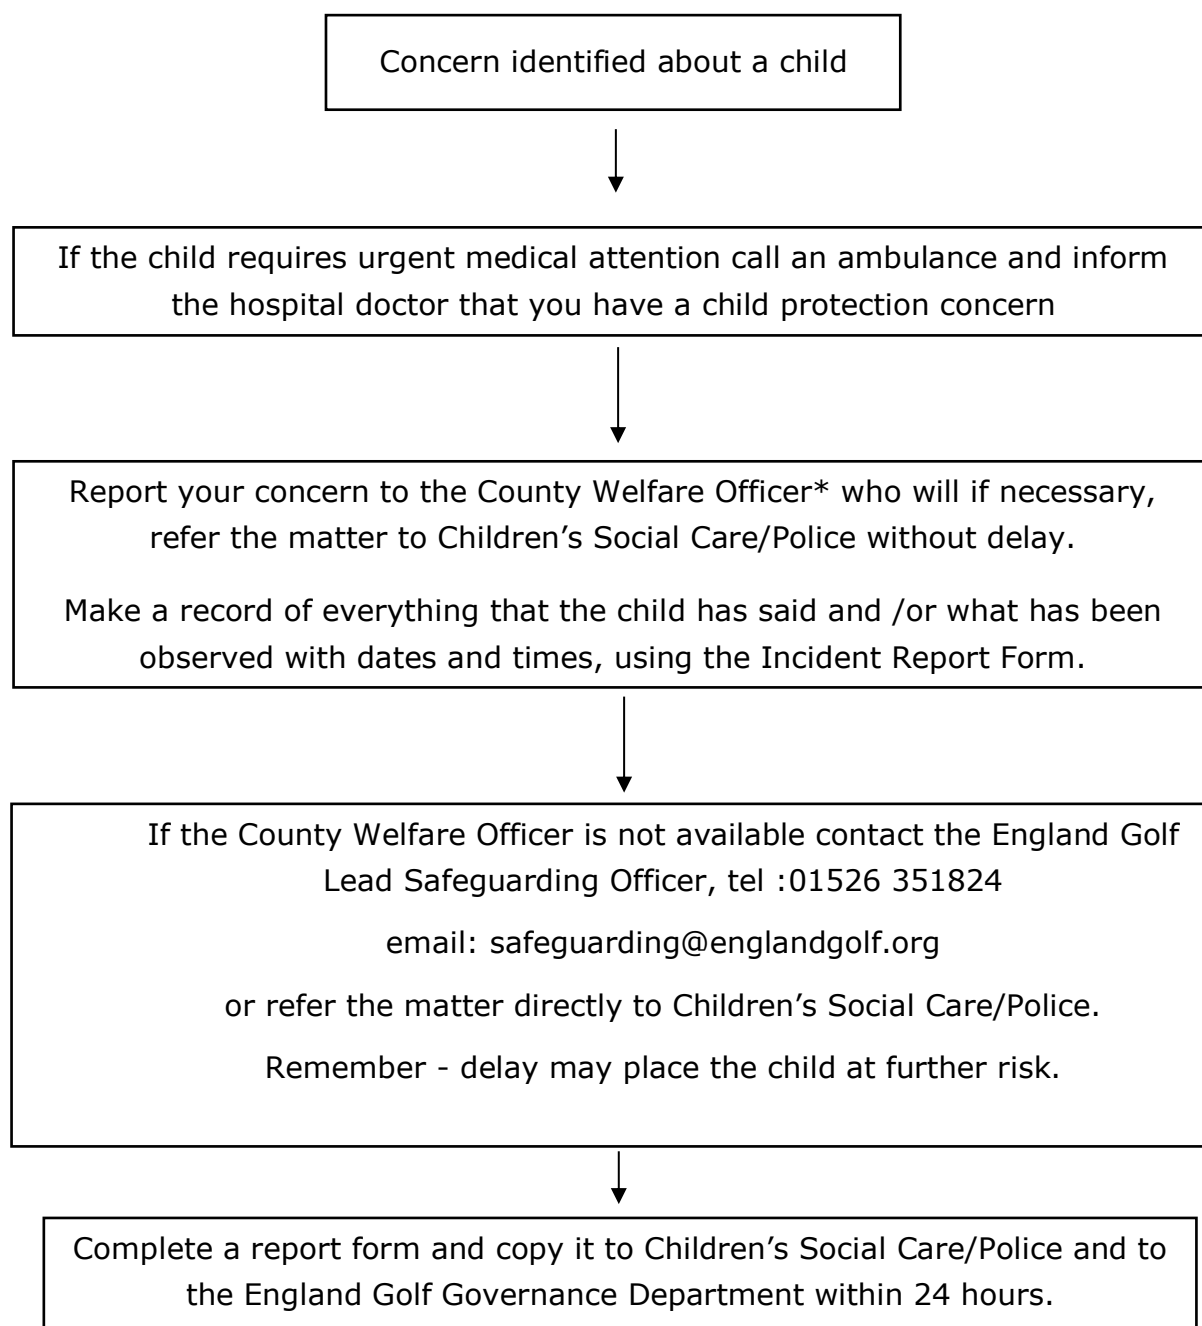 Concern identified about a child
If the child requires urgent medical attention call an ambulance and inform
the hospital doctor that you have a child protection concern
Report your concern to the County Welfare Officer* who will if necessary,
refer the matter to Children’s Social Care/Police without delay.
Make a record of everything that the child has said and /or what has been
observed with dates and times, using the Incident Report Form.
If the County Welfare Officer is not available contact the England Golf
Lead Safeguarding Officer, tel :01526 351824
email: safeguarding@englandgolf.org
or refer the matter directly to Children’s Social Care/Police.
Remember - delay may place the child at further risk.
Complete a report form and copy it to Children’s Social Care/Police and to
the England Golf Governance Department within 24 hours.